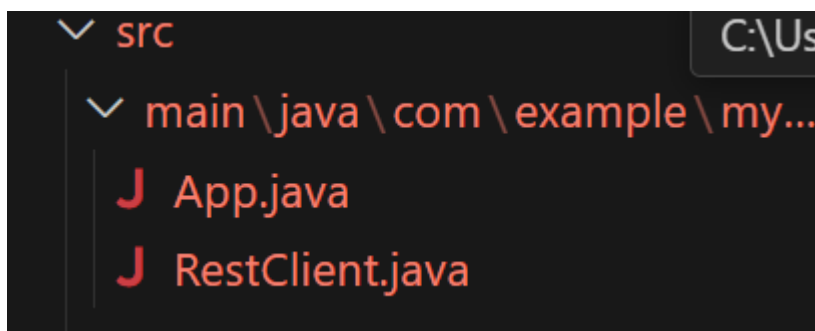 src
C:\Us
main\java\com\example\my...
App.java
RestClient.java